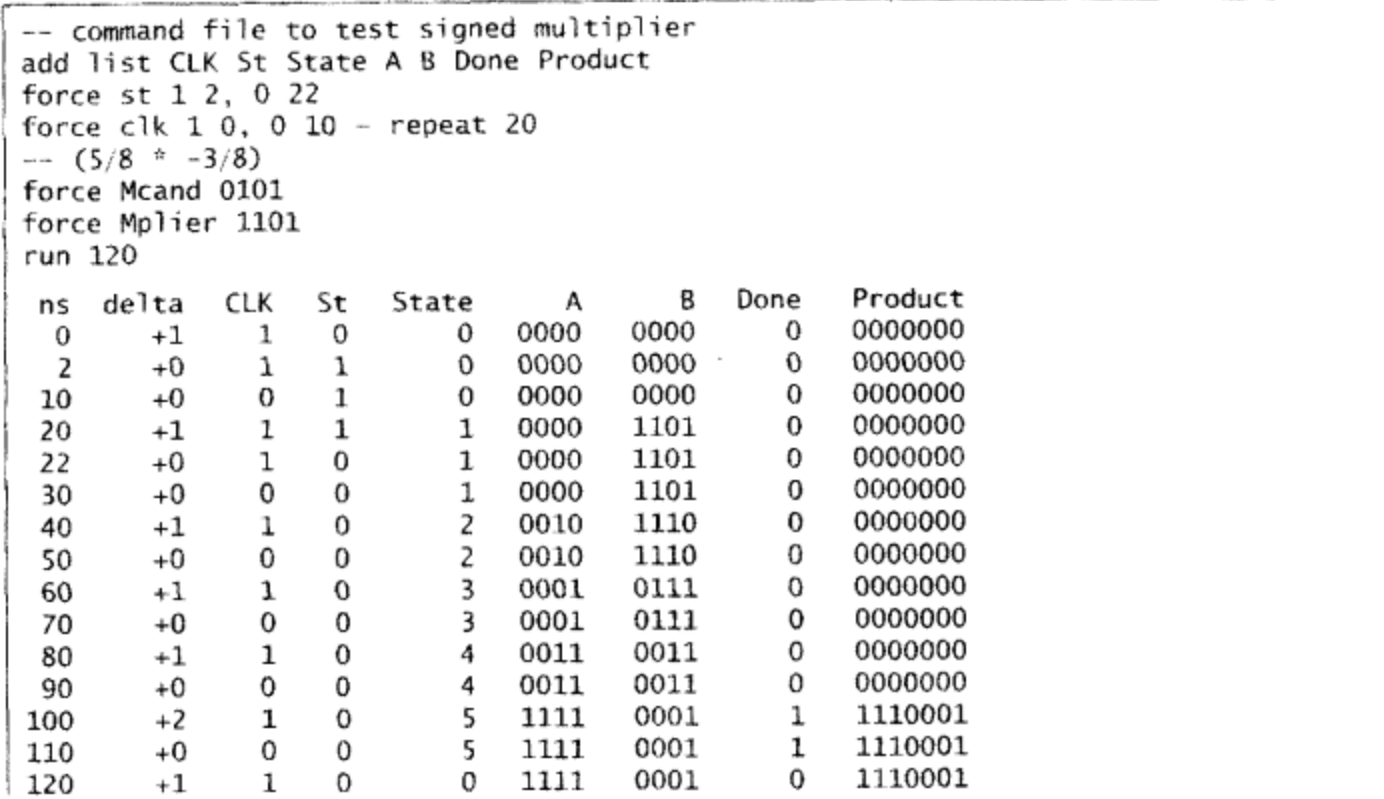 -- command file to test signed multiplier
add list CLK St State A B Done Product
force st 1 2, 0 22
force clk 1 0, 0 10 - repeat 20
-- (5/8 * -3/8)
force Mcand 0101
force Mplier 1101
run 120
ns delta CLK St State A B Done Product
0 +1 1 0 0 0000 0000 0 0000000
2 +0 1 1 0 0000 0000 0 0000000
10 +0 0 1 0 0000 0000 0 0000000
20 +1 1 1 1 0000 1101 0 0000000
22 +0 1 0 1 0000 1101 0 0000000
30 +0 0 0 1 0000 1101 0 0000000
40 +1 1 0 2 0010 1110 0 0000000
50 +0 0 0 2 0010 1110 0 0000000
60 +1 1 0 3 0001 0111 0 0000000
70 +0 0 0 3 0001 0111 0 0000000
80 +1 1 0 4 0011 0011 0 0000000
90 +0 0 0 4 0011 0011 0 0000000
100 +2 1 0 5 1111 0001 1 1110001
110 +0 0 0 5 1111 0001 1 1110001
120 +1 1 0 0 1111 0001 0 1110001